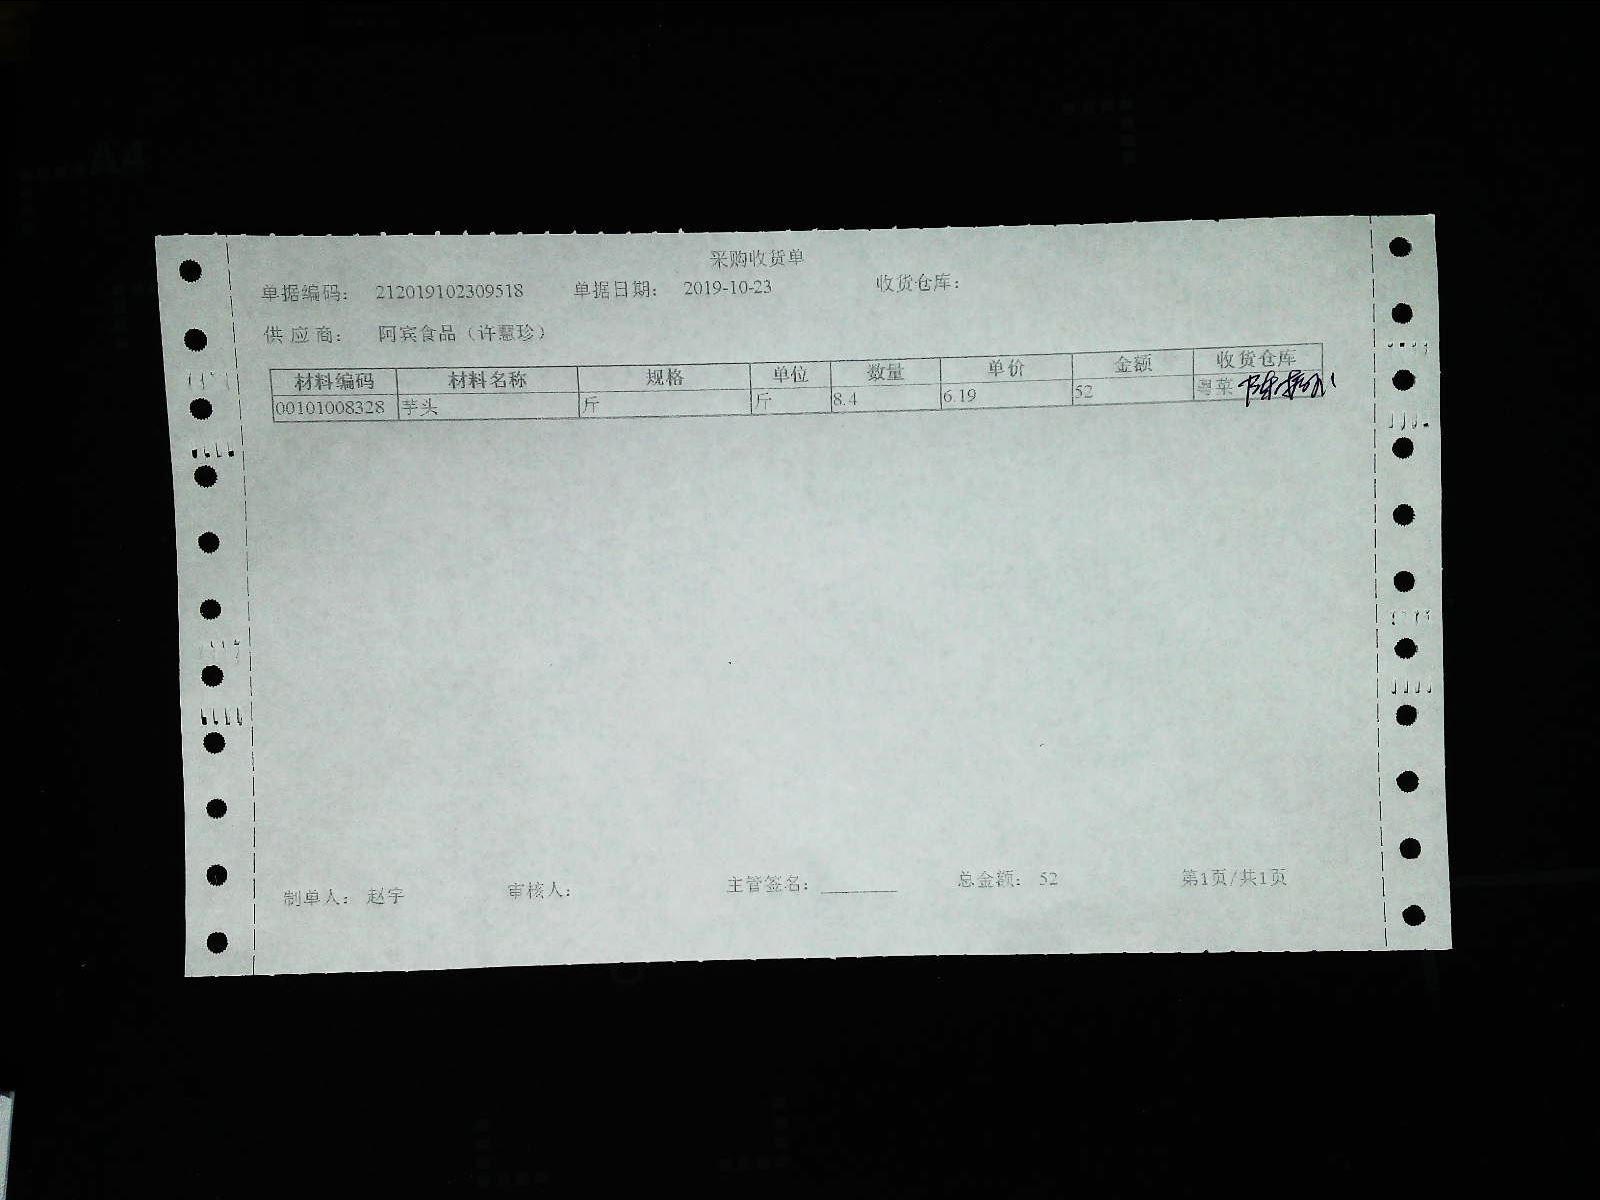 采购收货单
单据编码： 212019102309518 单据日期： 2019-10-23 收货仓库：
供 应 商： 阿宾食品（许慧珍）
材料编码 材料名称 规格 单位 数量 单价 金额 收货仓库
00101008328 芋头 斤 斤 8.4 6.19 52 粤菜
制单人： 赵宇 审核人： 主管签名： 总金额： 52 第1页/共1页